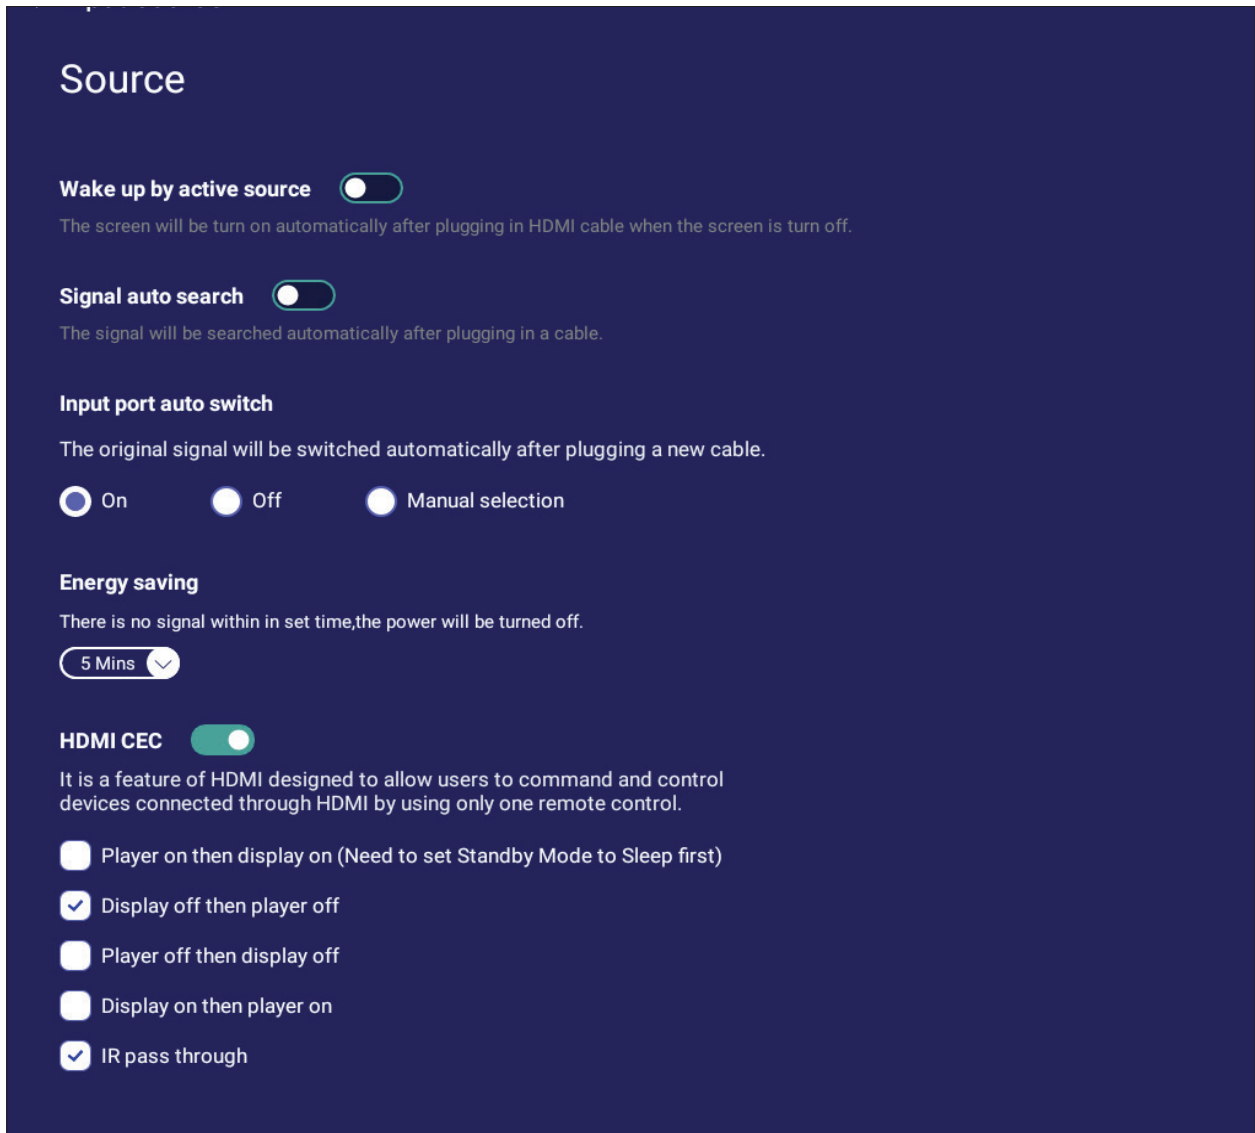 Source
Wake up by active source
The screen will be turn on automatically after plugging in HDMI cable when the screen is turn off.
Signal auto search
The signal will be searched automatically after plugging in a cable.
Input port auto switch
The original signal will be switched automatically after plugging a new cable.
On Off Manual selection
Energy saving
There is no signal within in set time,the power will be turned off.
5 Mins
HDMI CEC
It is a feature of HDMI designed to allow users to command and control
devices connected through HDMI by using only one remote control.
Player on then display on (Need to set Standby Mode to Sleep first)
Display off then player off
Player off then display off
Display on then player on
IR pass through